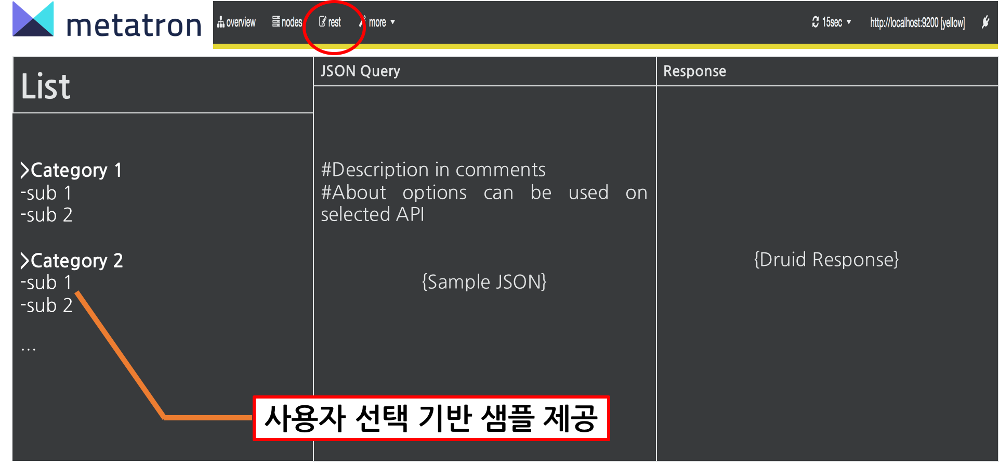 metatron
overview nodes rest more 15sec http://localhost:9200 [yellow]
List
JSON Query
Response
>Category 1
-sub 1
-sub 2
>Category 2
-sub 1
-sub 2
...
#Description in comments
#About options can be used on
selected API
{Sample JSON}
{Druid Response}
사용자 선택 기반 샘플 제공